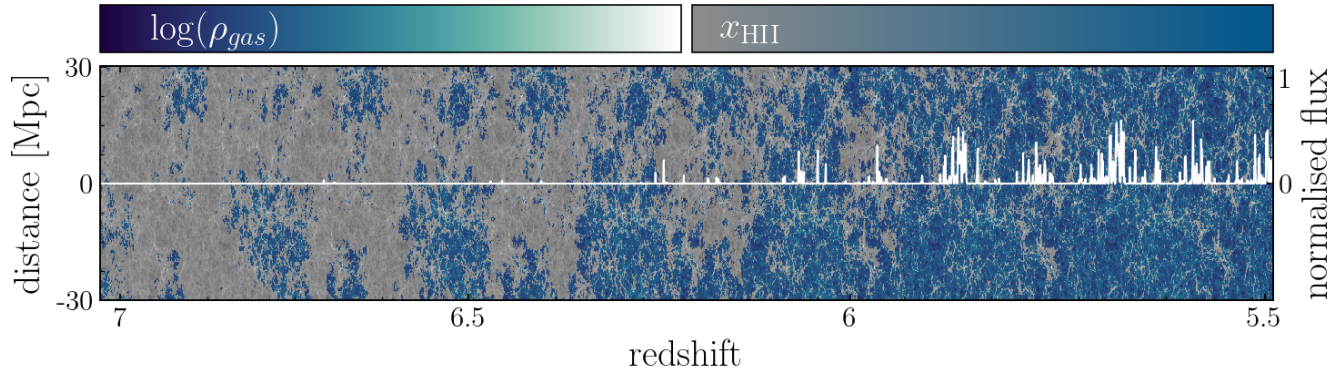 log(ρgas)
xHII
30
0
-30
distance [Mpc]
1
0
normalised flux
7
6.5
6
5.5
redshift